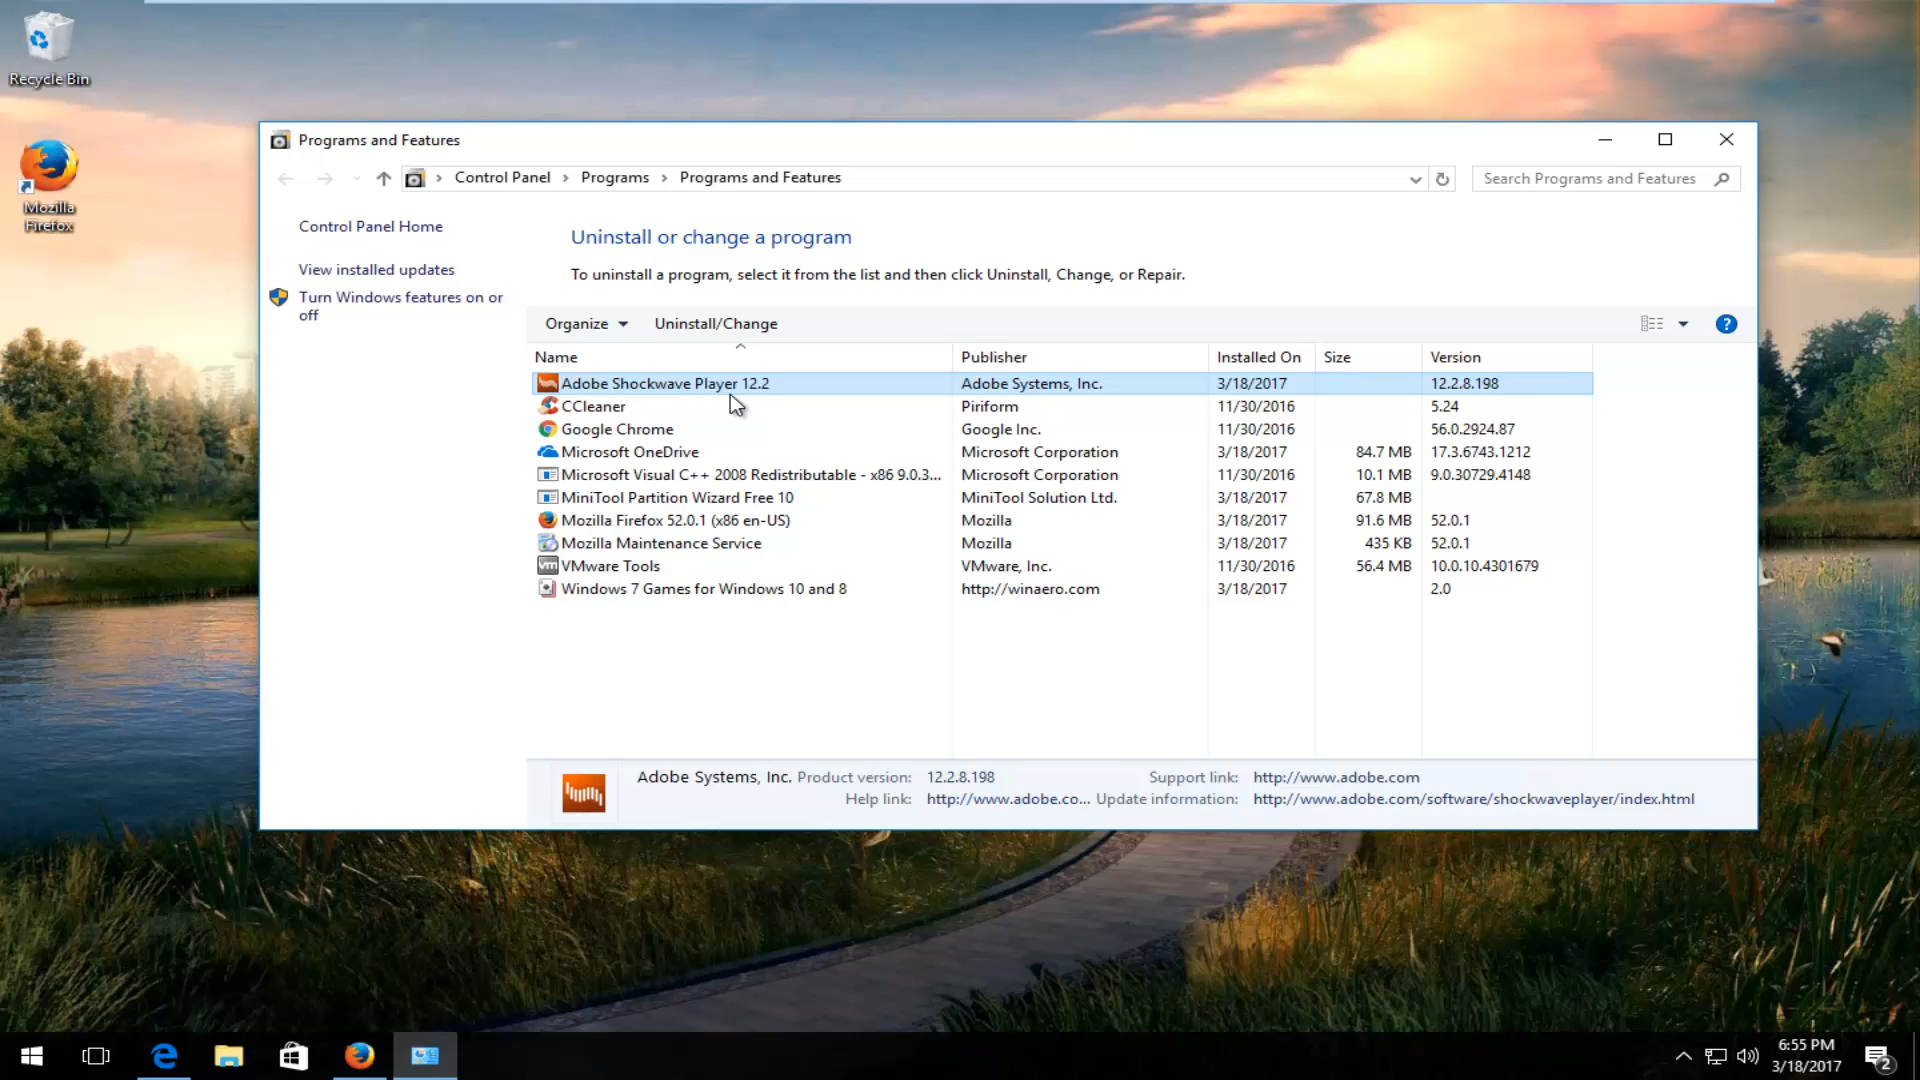 Recycle Bin
Mozilla
Firefox
Programs and Features
Control Panel > Programs > Programs and Features
Search Programs and Features
Control Panel Home
View installed updates
Turn Windows features on or
off
Uninstall or change a program
To uninstall a program, select it from the list and then click Uninstall, Change, or Repair.
Organize Uninstall/Change ?
Name Publisher Installed On Size Version
Adobe Shockwave Player 12.2 Adobe Systems, Inc. 3/18/2017 12.2.8.198
CCleaner Piriform 11/30/2016 5.24
Google Chrome Google Inc. 11/30/2016 56.0.2924.87
Microsoft OneDrive Microsoft Corporation 3/18/2017 84.7 MB 17.3.6743.1212
Microsoft Visual C++ 2008 Redistributable - x86 9.0.3... Microsoft Corporation 11/30/2016 10.1 MB 9.0.30729.4148
MiniTool Partition Wizard Free 10 MiniTool Solution Ltd. 3/18/2017 67.8 MB
Mozilla Firefox 52.0.1 (x86 en-US) Mozilla 3/18/2017 91.6 MB 52.0.1
Mozilla Maintenance Service Mozilla 3/18/2017 435 KB 52.0.1
vm VMware Tools VMware, Inc. 11/30/2016 56.4 MB 10.0.10.4301679
Windows 7 Games for Windows 10 and 8 http://winaero.com 3/18/2017 2.0
Adobe Systems, Inc. Product version: 12.2.8.198 Support link: http://www.adobe.com
Help link: http://www.adobe.co... Update information: http://www.adobe.com/software/shockwaveplayer/index.html
6:55 PM
3/18/2017
2